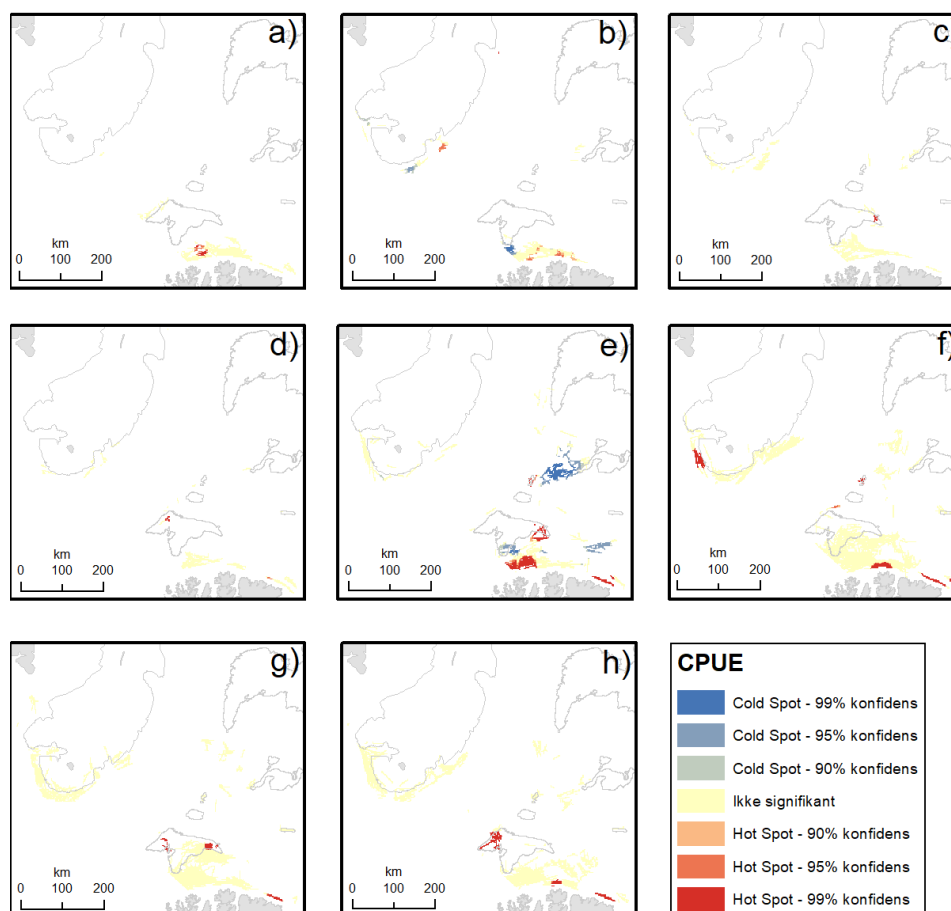 a)
b)
c)
km
0 100 200
km
0 100 200
km
0 100 200
d)
e)
f)
km
0 100 200
km
0 100 200
km
0 100 200
g)
h)
CPUE
Cold Spot - 99% konfidens
Cold Spot - 95% konfidens
Cold Spot - 90% konfidens
Ikke signifikant
Hot Spot - 90% konfidens
Hot Spot - 95% konfidens
Hot Spot - 99% konfidens
km
0 100 200
km
0 100 200